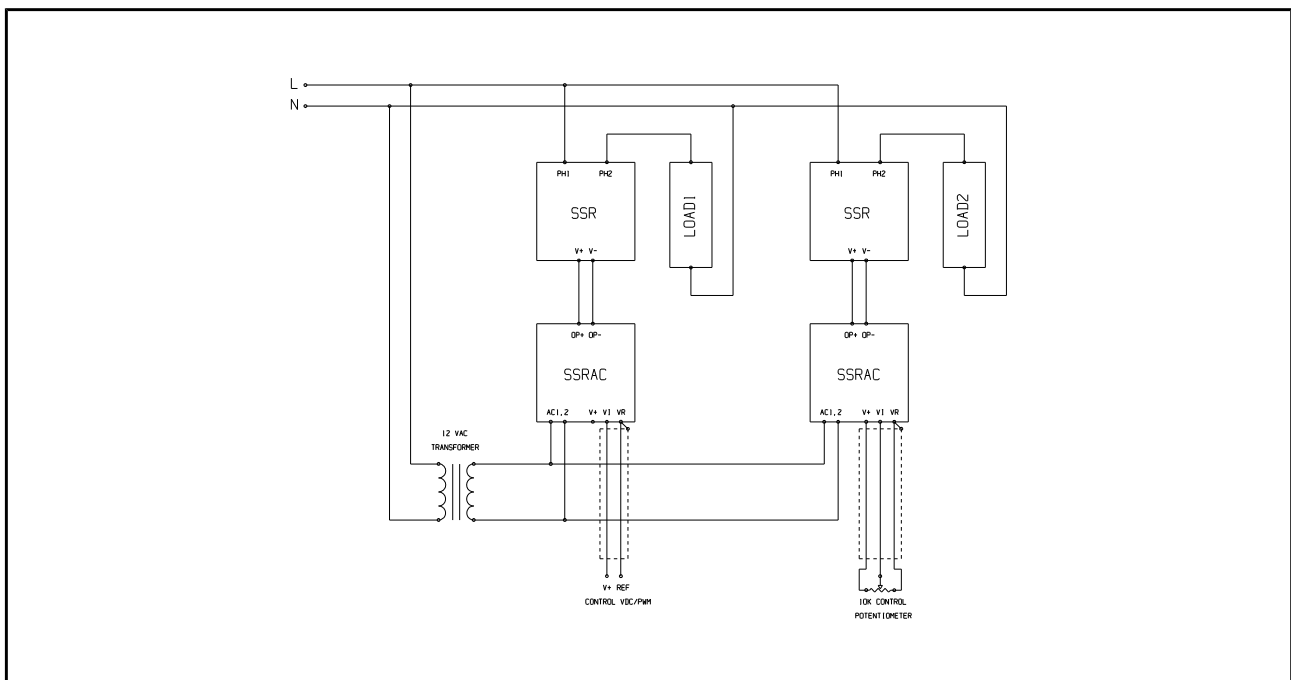 L
N
PH1 PH2
SSR
V+ V-
LOAD1
PH1 PH2
SSR
V+ V-
LOAD2
OP+ OP-
SSRAC
AC1,2 V+ VI VR
OP+ OP-
SSRAC
AC1,2 V+ VI VR
12 VAC
TRANSFORMER
V+ REF
CONTROL VDC/PWM
10K CONTROL
POTENTIOMETER